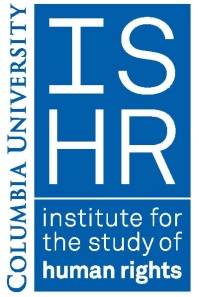 COLUMBIA UNIVERSITY
IS
HR
institute for
the study of
human rights